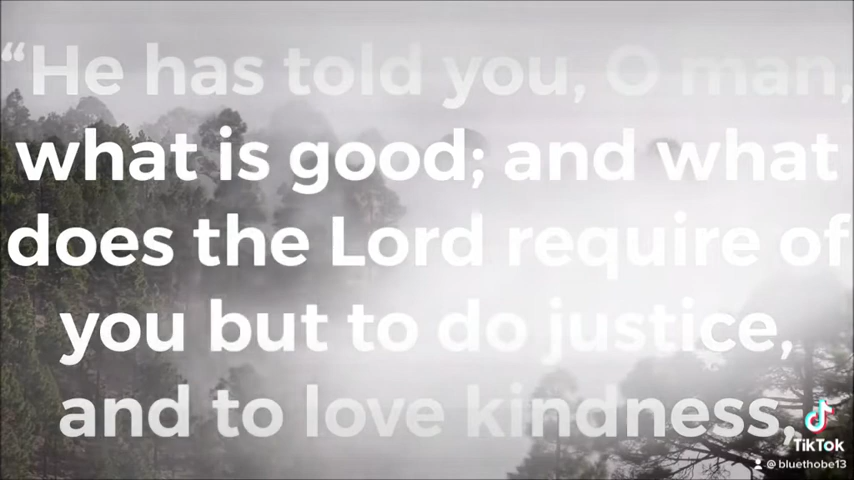 “He has told you, O man,
what is good; and what
does the Lord require of
you but to do justice,
and to love kindness,
TikTok
@bluethobe13